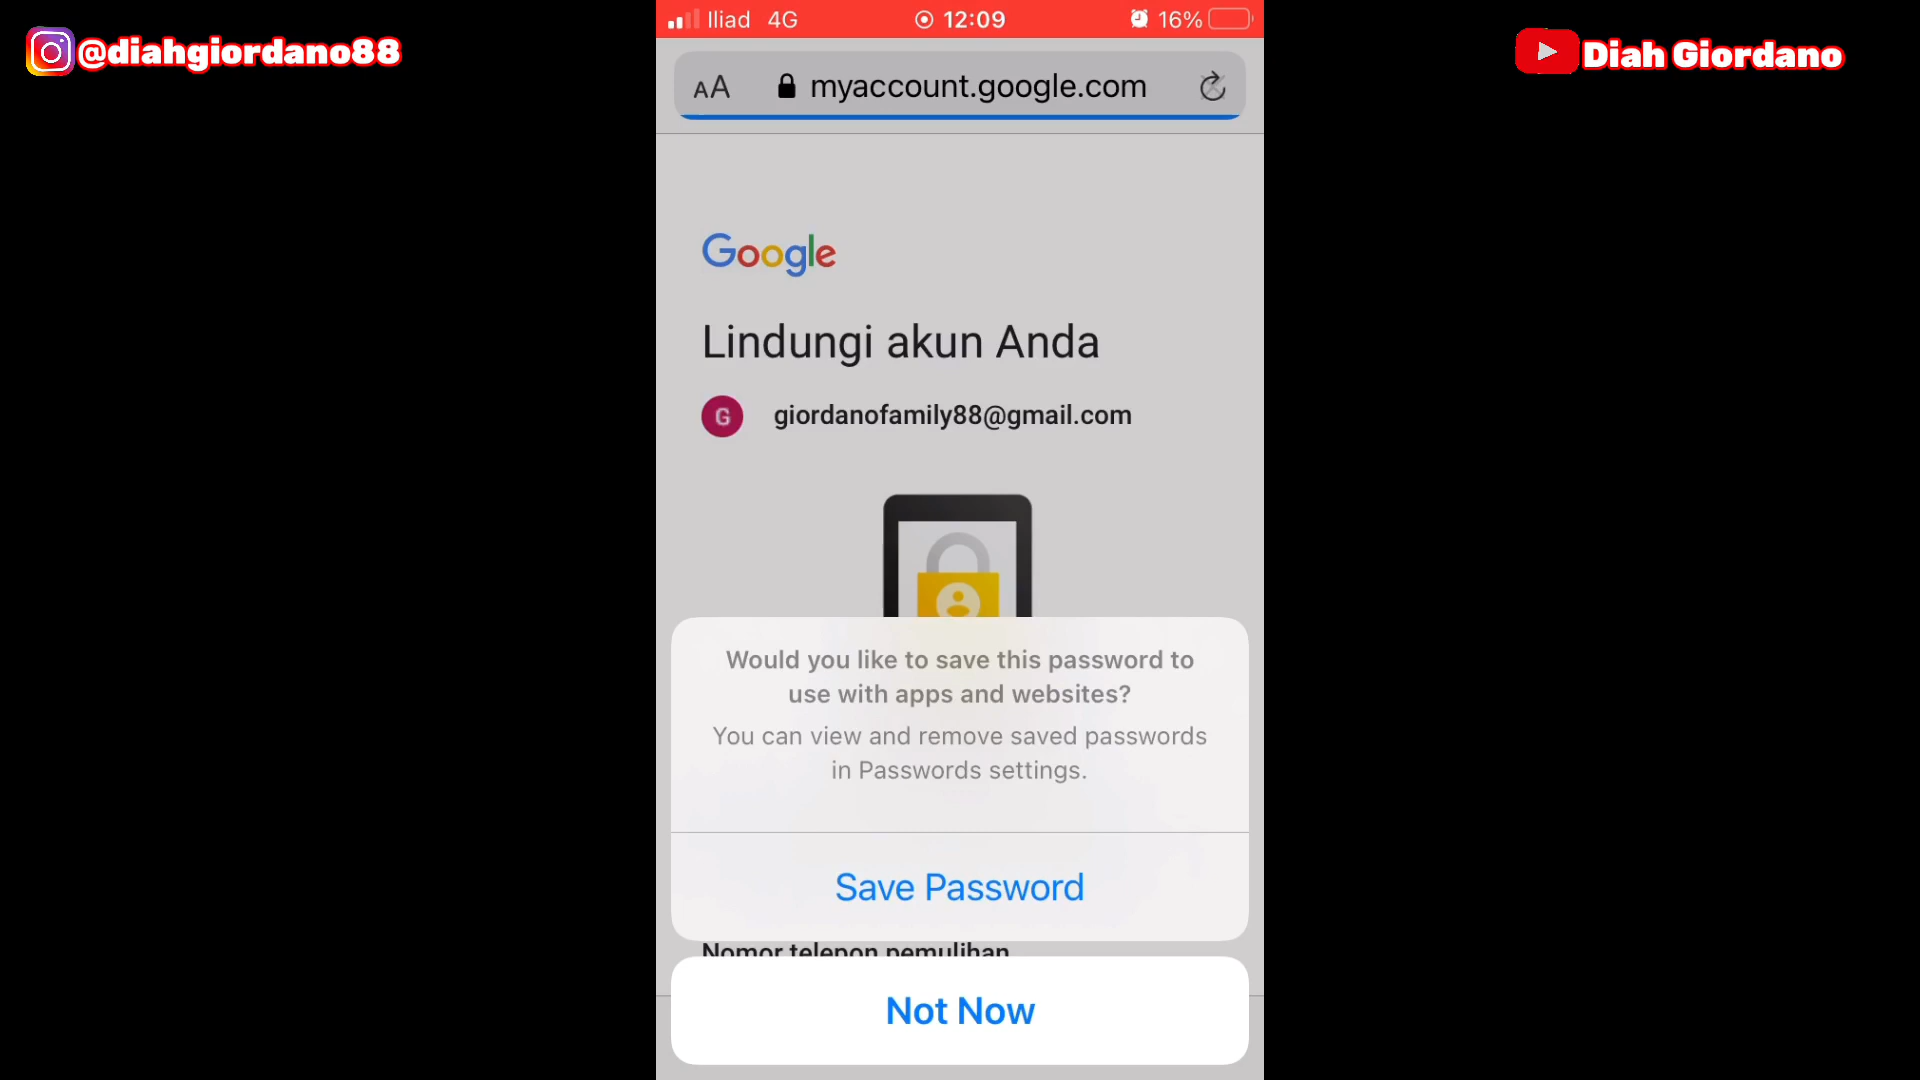 @diahgiordano88
Diah Giordano
Iliad 4G 12:09 16%
AA myaccount.google.com
Google
Lindungi akun Anda
G giordanofamily88@gmail.com
Would you like to save this password to
use with apps and websites?
You can view and remove saved passwords
in Passwords settings.
Save Password
Nomor telepon pemulihan
Not Now